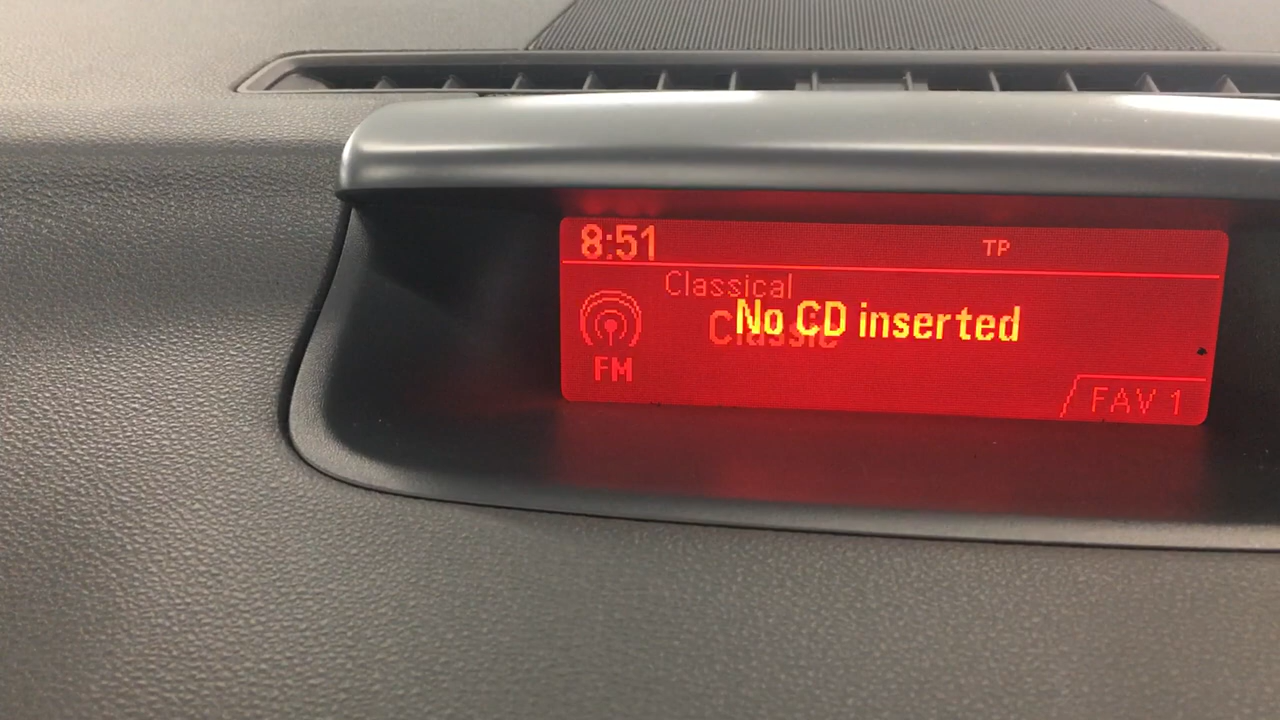 8:51 TP
Classical
Classic
No CD inserted
FM
FAV 1